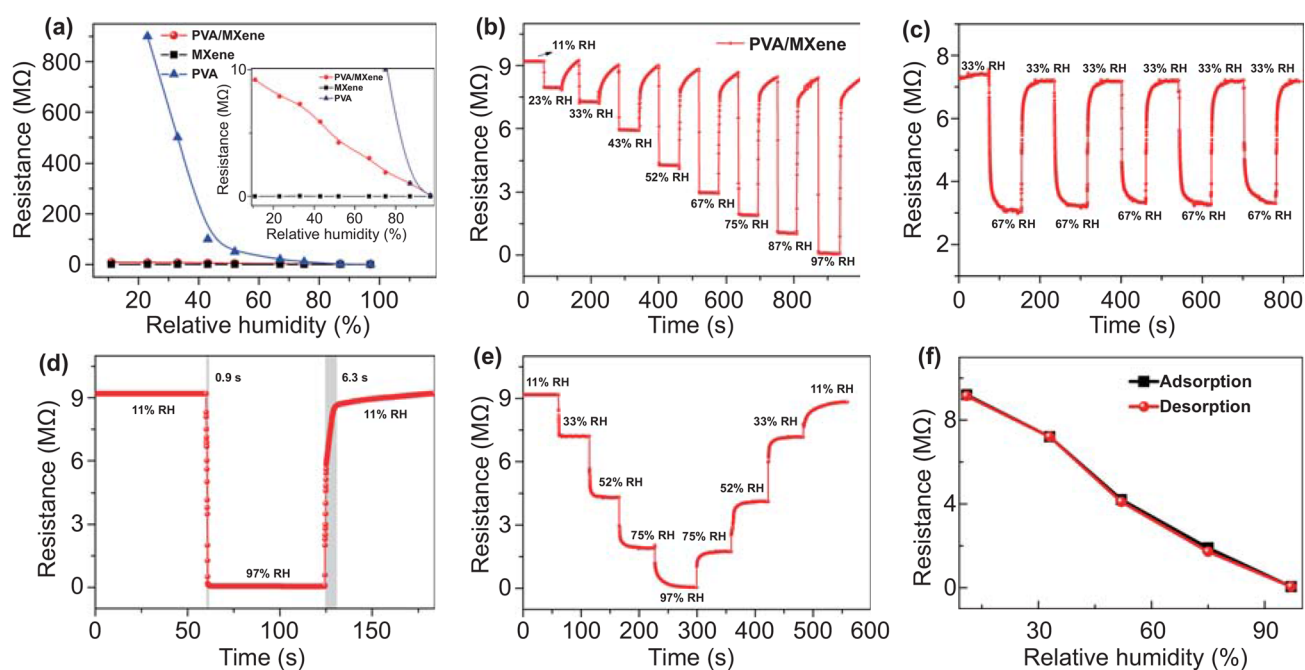 (a)
PVA/MXene
MXene
PVA
900
800
700
600
500
400
300
200
100
0
20 40 60 80 100
Resistance (MΩ)
Relative humidity (%)
10
5
0
20 40 60 80
Resistance (MΩ)
Relative humidity (%)
PVA/MXene
MXene
PVA
(b)
11% RH
PVA/MXene
23% RH
33% RH
43% RH
52% RH
67% RH
75% RH
87% RH
97% RH
9
6
3
0
0 200 400 600 800
Resistance (MΩ)
Time (s)
(c)
33% RH 33% RH 33% RH 33% RH 33% RH
67% RH 67% RH 67% RH 67% RH 67% RH
8
6
4
2
0 200 400 600 800
Resistance (MΩ)
Time (s)
(d)
0.9 s
6.3 s
11% RH
11% RH
97% RH
9
6
3
0
0 50 100 150
Resistance (MΩ)
Time (s)
(e)
11% RH
33% RH
52% RH
75% RH
97% RH
75% RH
52% RH
33% RH
11% RH
9
6
3
0
0 100 200 300 400 500 600
Resistance (MΩ)
Time (s)
(f)
Adsorption
Desorption
8
4
0
30 60 90
Resistance (MΩ)
Relative humidity (%)